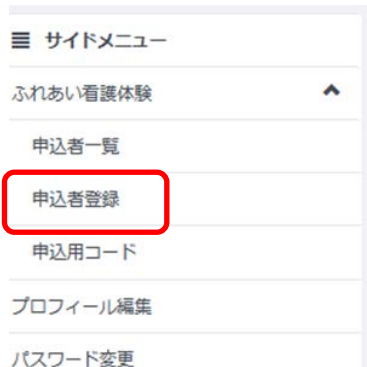 サイドメニュー
ふれあい看護体験
申込者一覧
申込者登録
申込用コード
プロフィール編集
パスワード変更